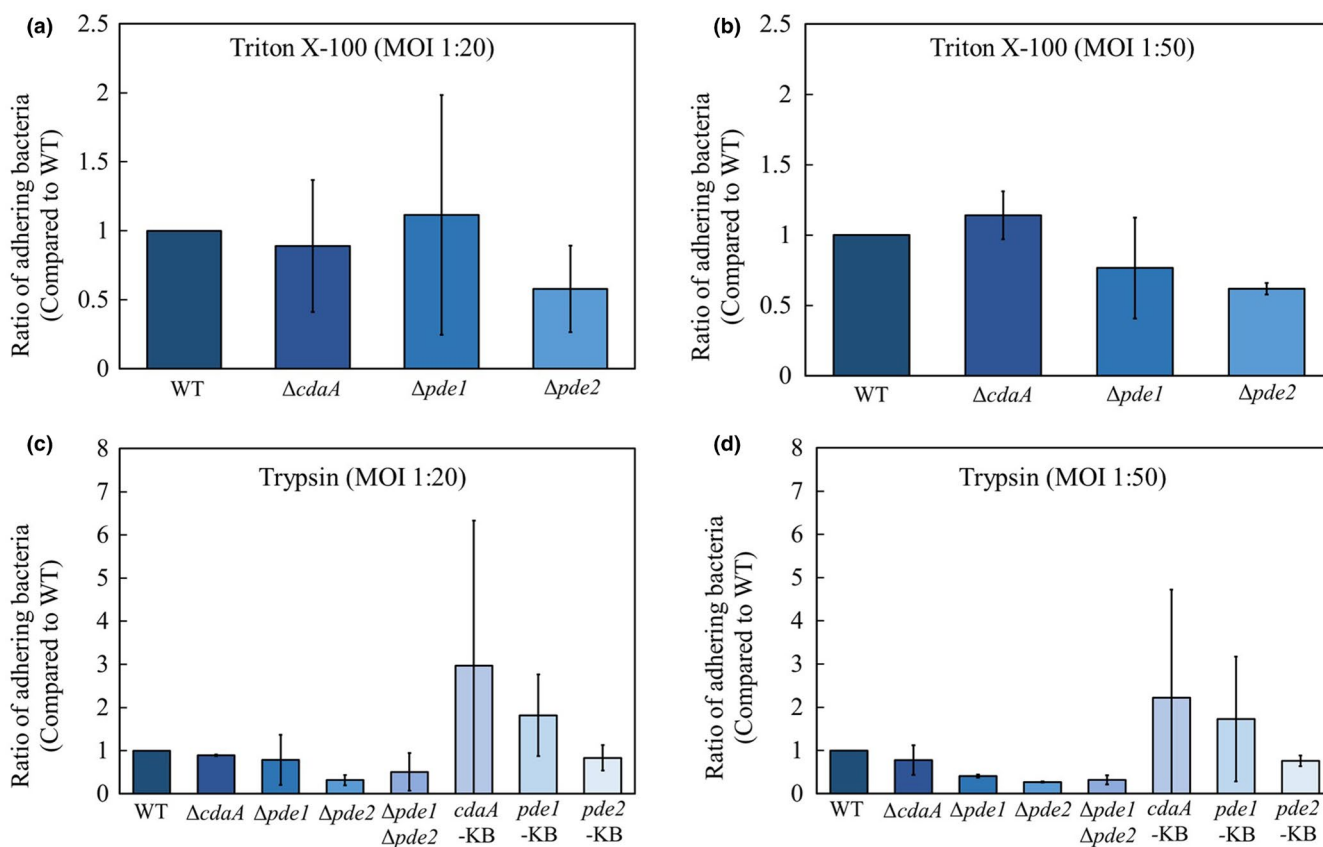 (a)
Triton X-100 (MOI 1:20)
Ratio of adhering bacteria
(Compared to WT)
2.5
2
1.5
1
0.5
0
WT
ΔcdaA
Δpde1
Δpde2
(b)
Triton X-100 (MOI 1:50)
Ratio of adhering bacteria
((Compared to WT)
2.5
2
1.5
1
0.5
0
WT
ΔcdaA
Δpde1
Δpde2
(c)
Trypsin (MOI 1:20)
Ratio of adhering bacteria
(Compared to WT)
8
7
6
5
4
3
2
1
0
WT
ΔcdaA
Δpde1
Δpde2
Δpde1
Δpde2
cdaA
-KB
pde1
-KB
pde2
-KB
(d)
Trypsin (MOI 1:50)
Ratio of adhering bacteria
((Compared to WT)
8
7
6
5
4
3
2
1
0
WT
ΔcdaA
Δpde1
Δpde2
Δpde1
Δpde2
cdaA
-KB
pde1
-KB
pde2
-KB